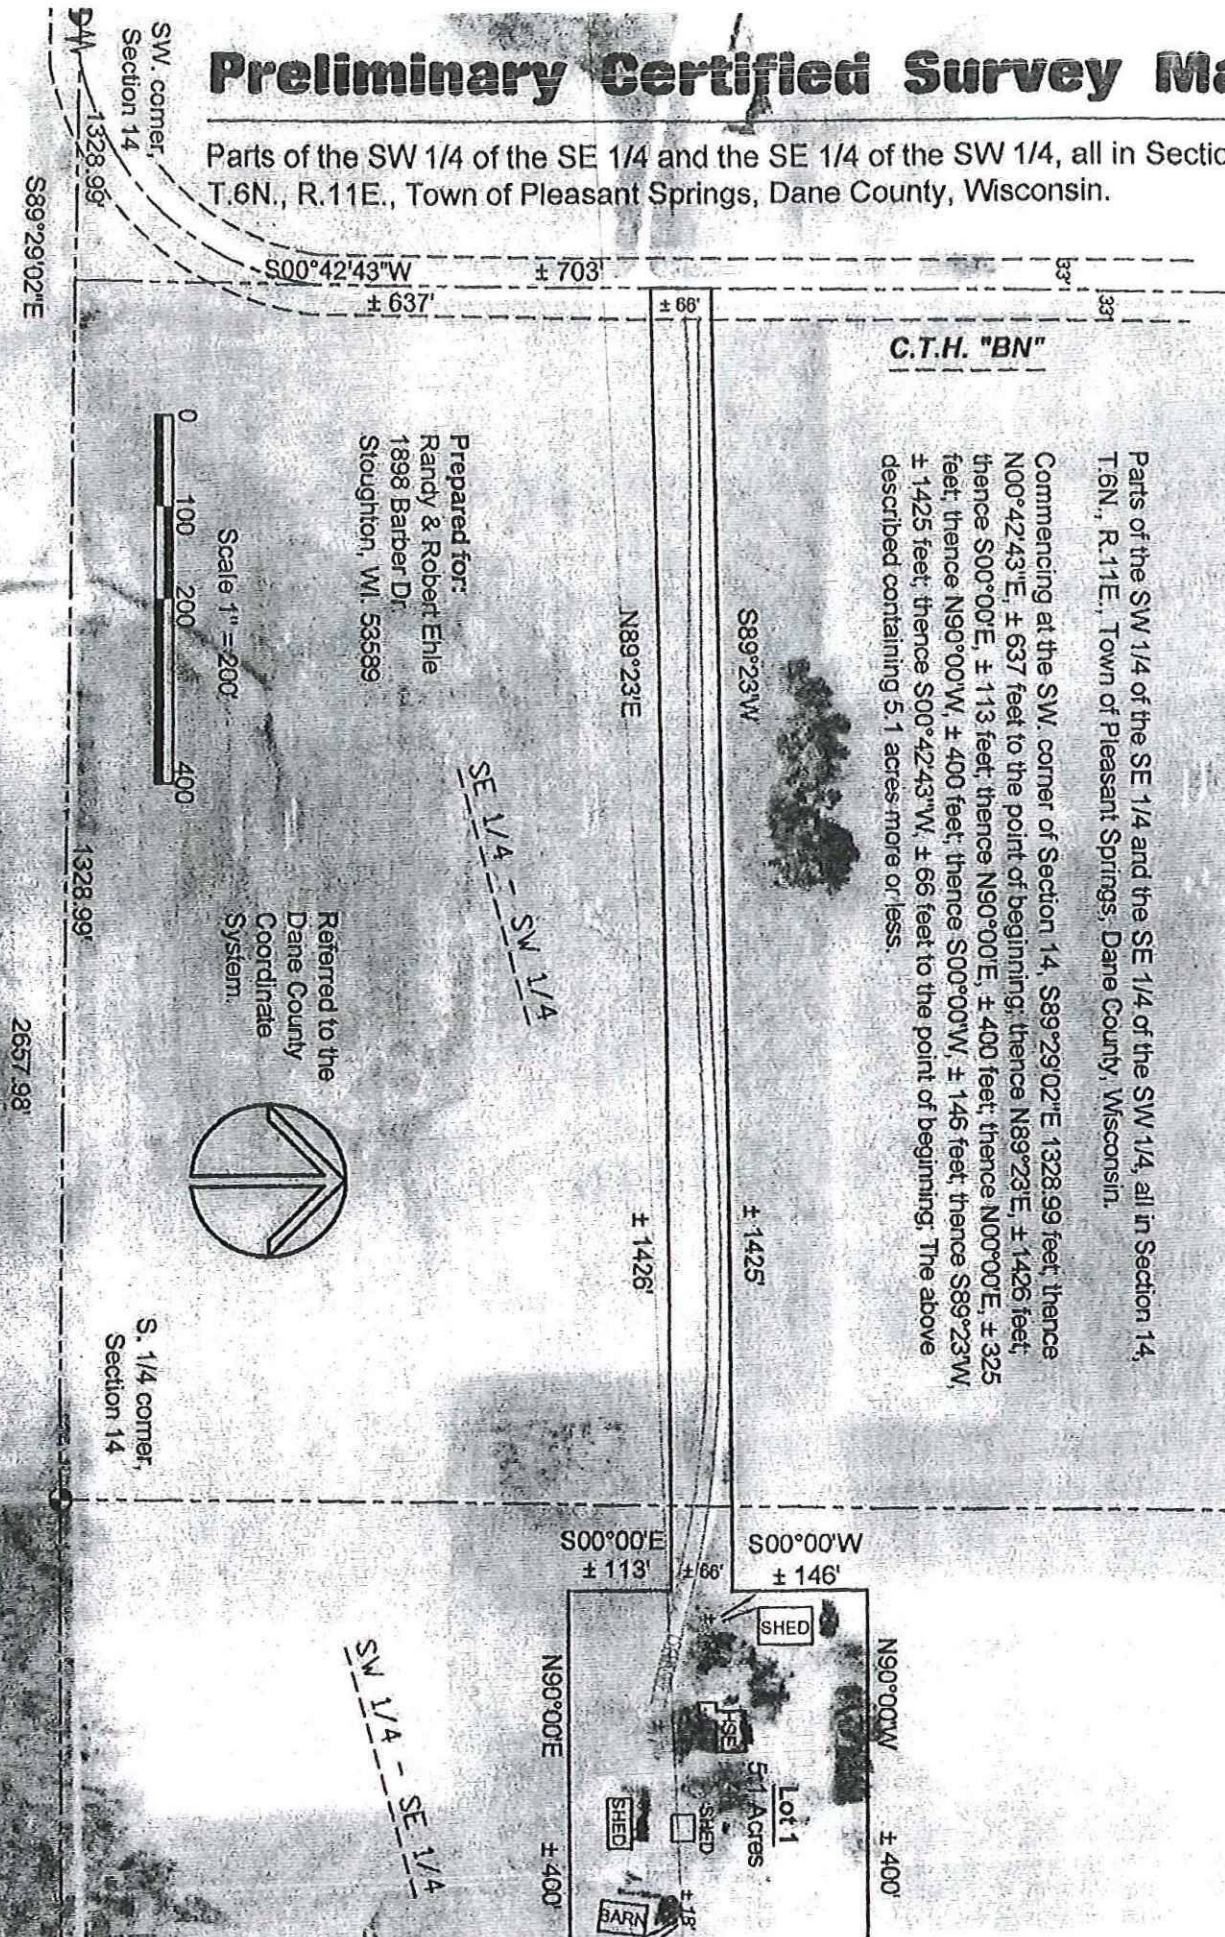 Preliminary Certified Survey Ma
Parts of the SW 1/4 of the SE 1/4 and the SE 1/4 of the SW 1/4, all in Sectio
T.6N., R.11E., Town of Pleasant Springs, Dane County, Wisconsin.
SW. corner,
Section 14
1328.99'
S89°29'02"E
S00°42'43"W
± 703'
± 637'
± 66'
33'
33'
C.T.H. "BN"
Parts of the SW 1/4 of the SE 1/4 and the SE 1/4 of the SW 1/4, all in Section 14,
T.6N., R.11E., Town of Pleasant Springs, Dane County, Wisconsin.
Commencing at the SW. corner of Section 14, S89°29'02"E 1328.99 feet; thence
N00°42'43"E, ± 637 feet to the point of beginning; thence N89°23'E, ± 1426 feet;
thence S00°00'E, ± 113 feet; thence N90°00'E, ± 400 feet; thence N00°00'E, ± 325
feet; thence N90°00'W, ± 400 feet; thence S00°00'W, ± 146 feet; thence S89°23'W,
± 1425 feet; thence S00°42'43"W, ± 66 feet to the point of beginning; The above
described containing 5.1 acres more or less.
Prepared for:
Randy & Robert Ehle
1898 Barber Dr.
Stoughton, WI. 53589
0
100
200
400
Scale 1" = 200'
N89°23'E
S89°23'W
SE 1/4 - SW 1/4
1328.99'
Referred to the
Dane County
Coordinate
System.
2657.98'
± 1426'
± 1425'
S. 1/4 corner,
Section 14
S00°00'E
± 113'
± 66'
S00°00'W
± 146'
SHED
N90°00'W
± 400'
HSE
Lot 1
5.1 Acres
SHED
SHED
N90°00'E
± 400'
BARN
± 18'
SW 1/4 - SE 1/4